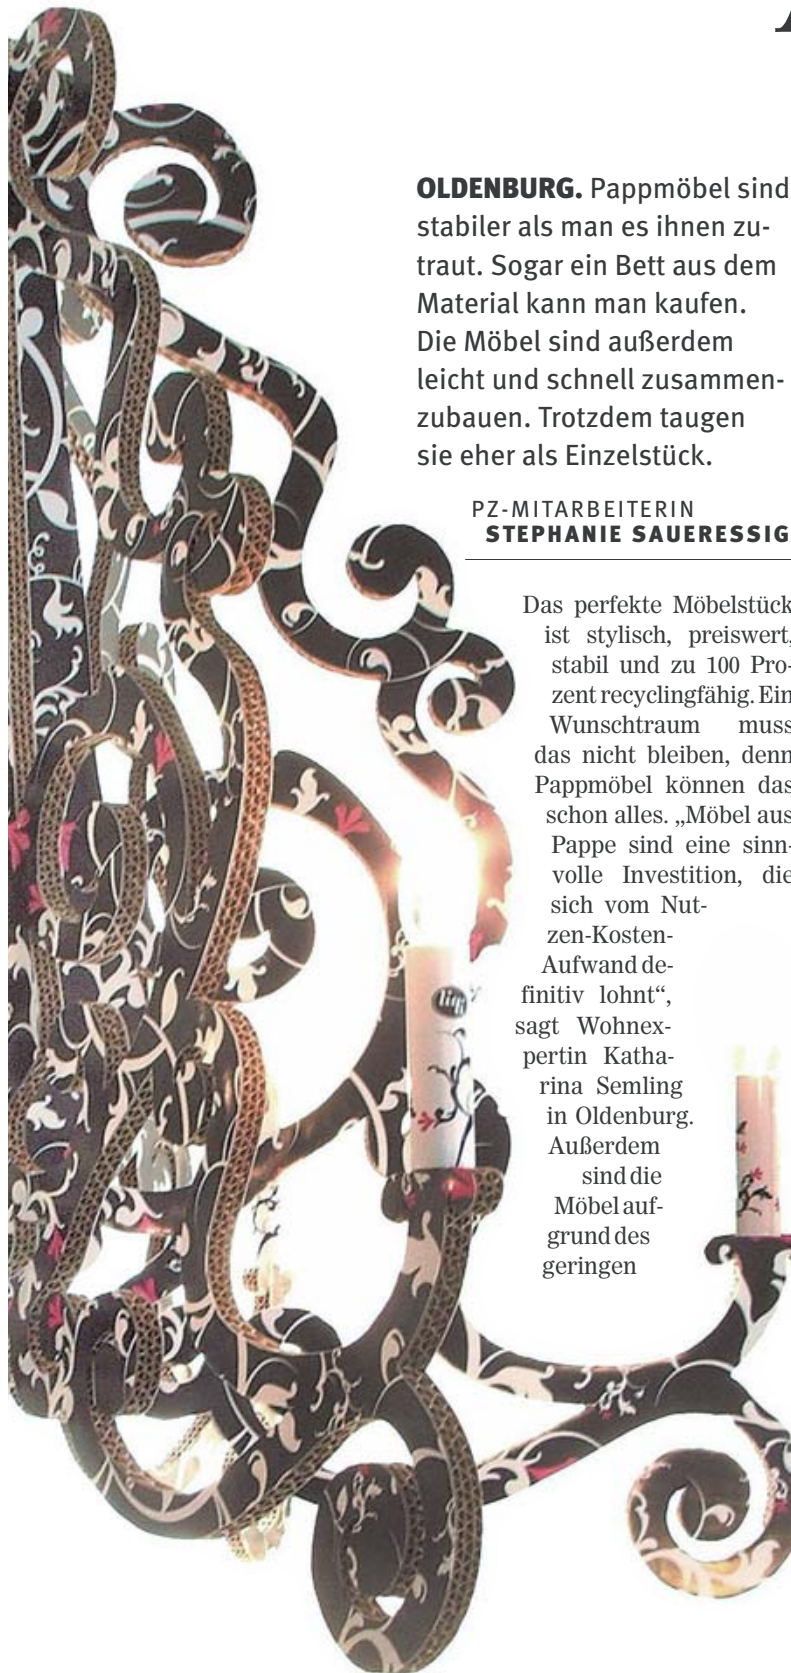 OLDENBURG. Pappmöbel sind
stabiler als man es ihnen zu-
traut. Sogar ein Bett aus dem
Material kann man kaufen.
Die Möbel sind außerdem
leicht und schnell zusammen-
zubauen. Trotzdem taugen
sie eher als Einzelstück.
PZ-MITARBEITERIN
STEPHANIE SAUERESSIG
Das perfekte Möbelstück
ist stylisch, preiswert,
stabil und zu 100 Pro-
zent recyclingfähig. Ein
Wunschtraum muss
das nicht bleiben, denn
Pappmöbel können das
schon alles. „Möbel aus
Pappe sind eine sinn-
volle Investition, die
sich vom Nut-
zen-Kosten-
Aufwand de-
finitiv lohnt“,
sagt Wohnex-
pertin Katha-
rina Semling
in Oldenburg.
Außerdem
sind die
Möbel auf-
grund des
geringen